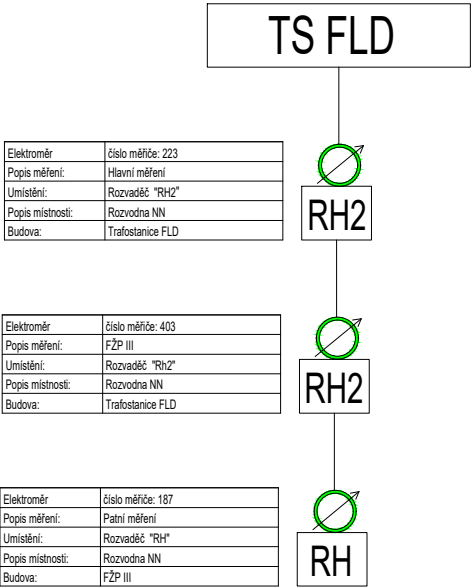 TS FLD
Elektroměr číslo měřiče: 223
Popis měření: Hlavní měření
Umístění: Rozvaděč "RH2"
Popis místnosti: Rozvodna NN
Budova: Trafostanice FLD
RH2
Elektroměr číslo měřiče: 403
Popis měření: FŽP III
Umístění: Rozvaděč "Rh2"
Popis místnosti: Rozvodna NN
Budova: Trafostanice FLD
RH2
Elektroměr číslo měřiče: 187
Popis měření: Patní měření
Umístění: Rozvaděč "RH"
Popis místnosti: Rozvodna NN
Budova: FŽP III
RH